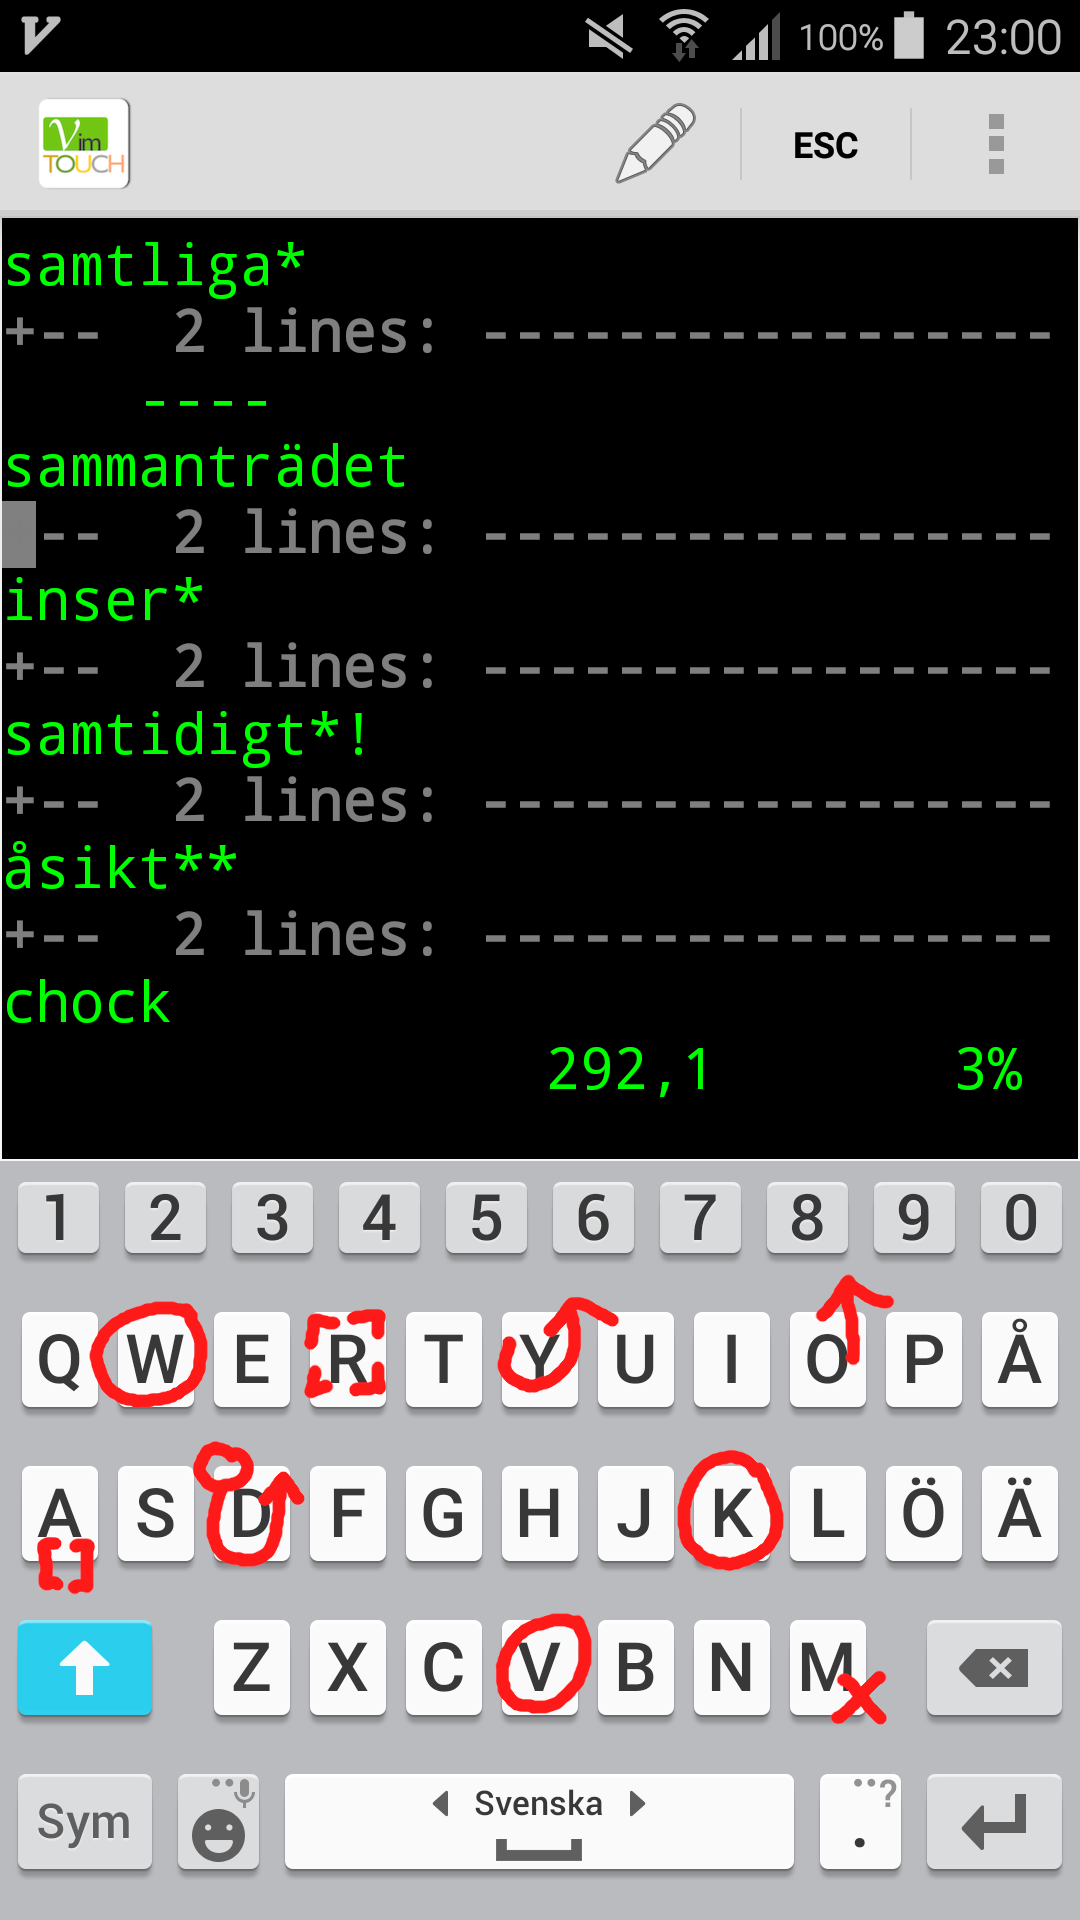 100% 23:00
Vim TOUCH ESC
samtliga*
+--  2 lines: -----------------
    ----
sammanträdet
--  2 lines: -----------------
inser*
+--  2 lines: -----------------
samtidigt*!
+--  2 lines: -----------------
åsikt**
+--  2 lines: -----------------
chock
292,1 3%
1 2 3 4 5 6 7 8 9 0
Q W E R T Y U I O P Å
A S D F G H J K L Ö Ä
[]
Z X C V B N M
x
Sym Svenska . ?